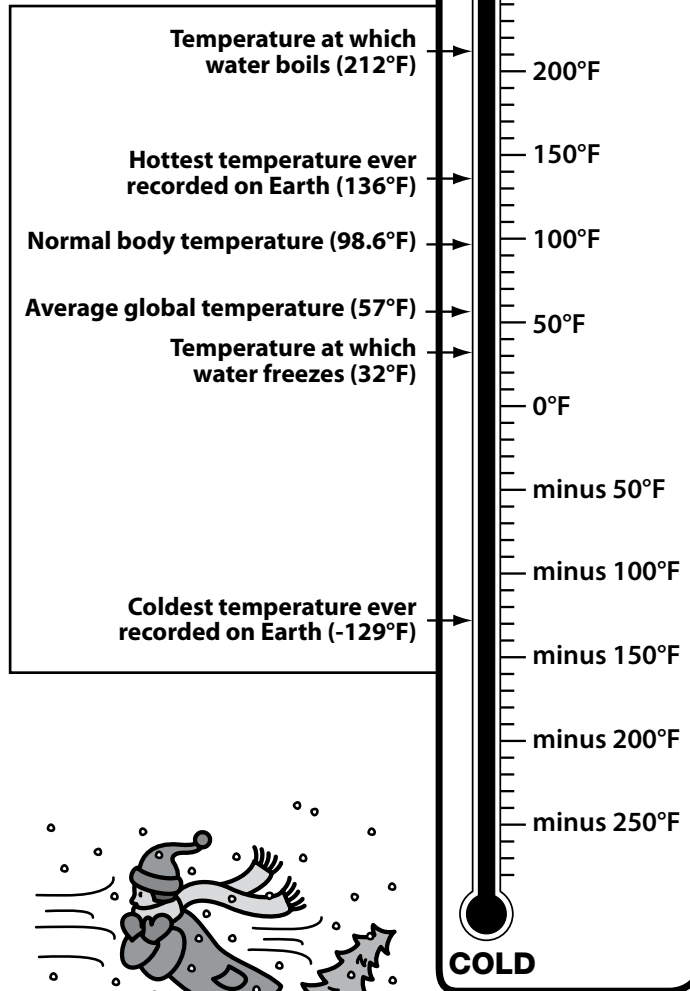 Temperature at which
water boils (212°F)
200°F
Hottest temperature ever
recorded on Earth (136°F)
150°F
Normal body temperature (98.6°F)
100°F
Average global temperature (57°F)
50°F
Temperature at which
water freezes (32°F)
0°F
minus 50°F
minus 100°F
Coldest temperature ever
recorded on Earth (-129°F)
minus 150°F
minus 200°F
minus 250°F
COLD